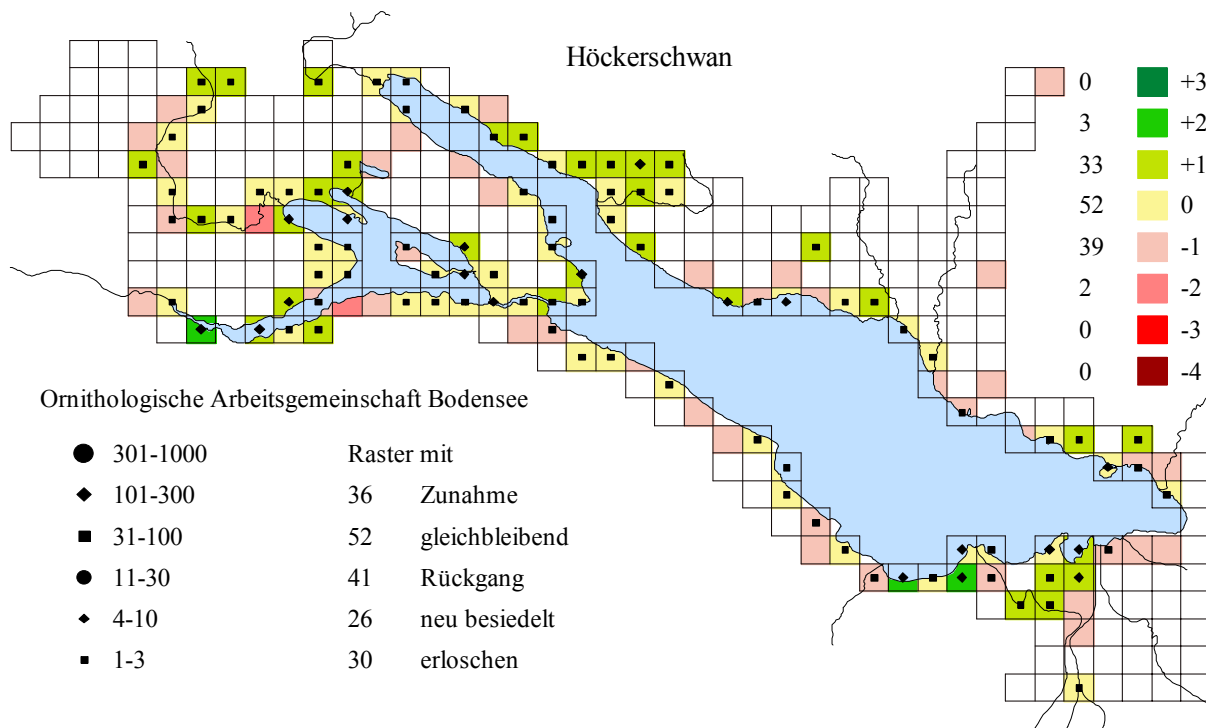 Höckerschwan
0 +3
3 +2
33 +1
52 0
39 -1
2 -2
0 -3
0 -4
Ornithologische Arbeitsgemeinschaft Bodensee
301-1000 Raster mit
101-300 36 Zunahme
31-100 52 gleichbleibend
11-30 41 Rückgang
4-10 26 neu besiedelt
1-3 30 erloschen